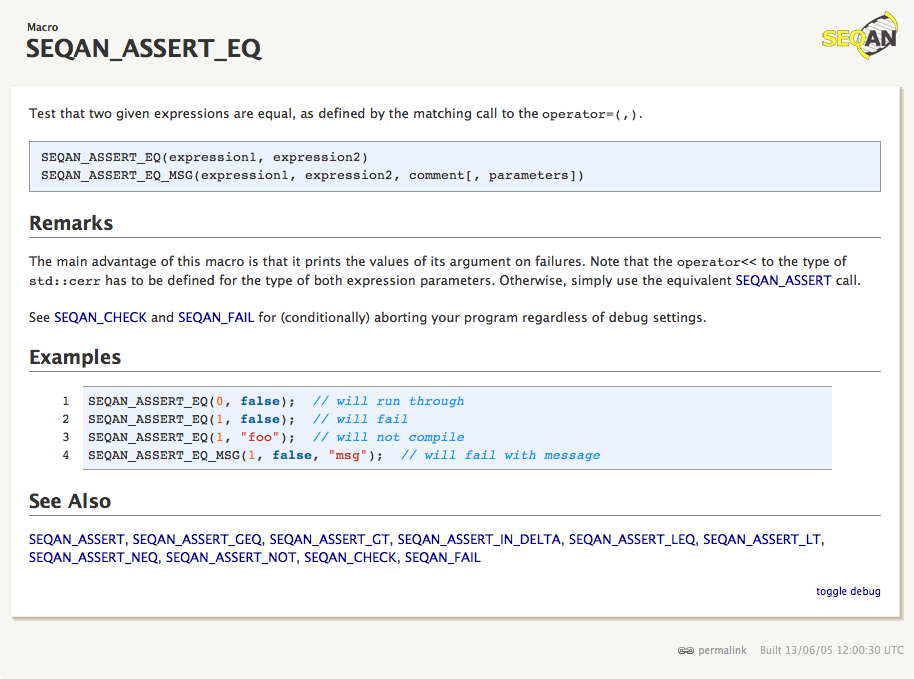 Macro
SEQAN_ASSERT_EQ
SEQAN
Test that two given expressions are equal, as defined by the matching call to the operator=(,).
SEQAN_ASSERT_EQ(expression1, expression2)
SEQAN_ASSERT_EQ_MSG(expression1, expression2, comment[, parameters])
Remarks
The main advantage of this macro is that it prints the values of its argument on failures. Note that the operator<< to the type of
std::cerr has to be defined for the type of both expression parameters. Otherwise, simply use the equivalent SEQAN_ASSERT call.
See SEQAN_CHECK and SEQAN_FAIL for (conditionally) aborting your program regardless of debug settings.
Examples
1 SEQAN_ASSERT_EQ(0, false);  // will run through
2 SEQAN_ASSERT_EQ(1, false);  // will fail
3 SEQAN_ASSERT_EQ(1, "foo");  // will not compile
4 SEQAN_ASSERT_EQ_MSG(1, false, "msg");  // will fail with message
See Also
SEQAN_ASSERT, SEQAN_ASSERT_GEQ, SEQAN_ASSERT_GT, SEQAN_ASSERT_IN_DELTA, SEQAN_ASSERT_LEQ, SEQAN_ASSERT_LT,
SEQAN_ASSERT_NEQ, SEQAN_ASSERT_NOT, SEQAN_CHECK, SEQAN_FAIL
toggle debug
permalink Built 13/06/05 12:00:30 UTC